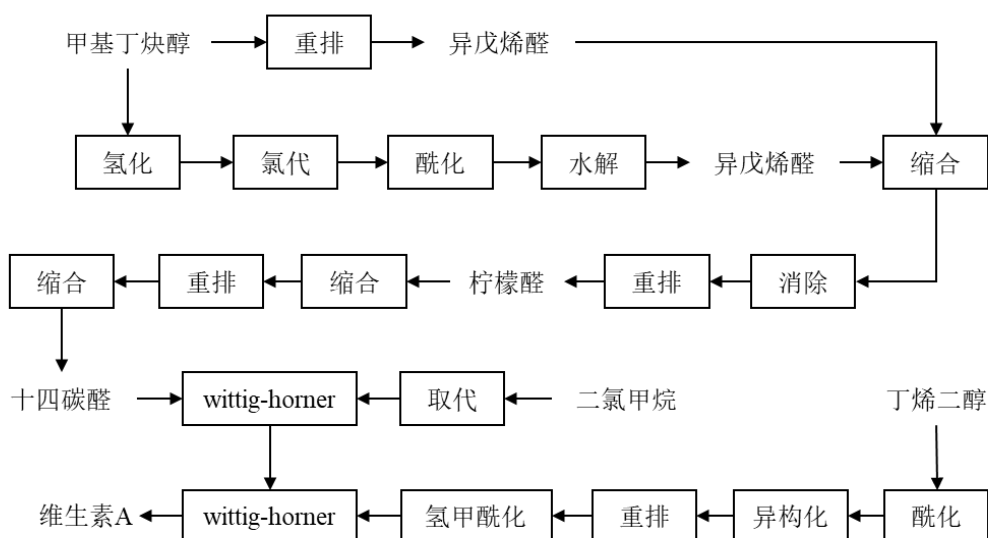 甲基丁炔醇 重排 异戊烯醛
氢化 氯代 酰化 水解 异戊烯醛 缩合
缩合 重排 缩合 柠檬醛 重排 消除
十四碳醛 wittig-horner 取代 二氯甲烷 丁烯二醇
维生素A wittig-horner 氢甲酰化 重排 异构化 酰化